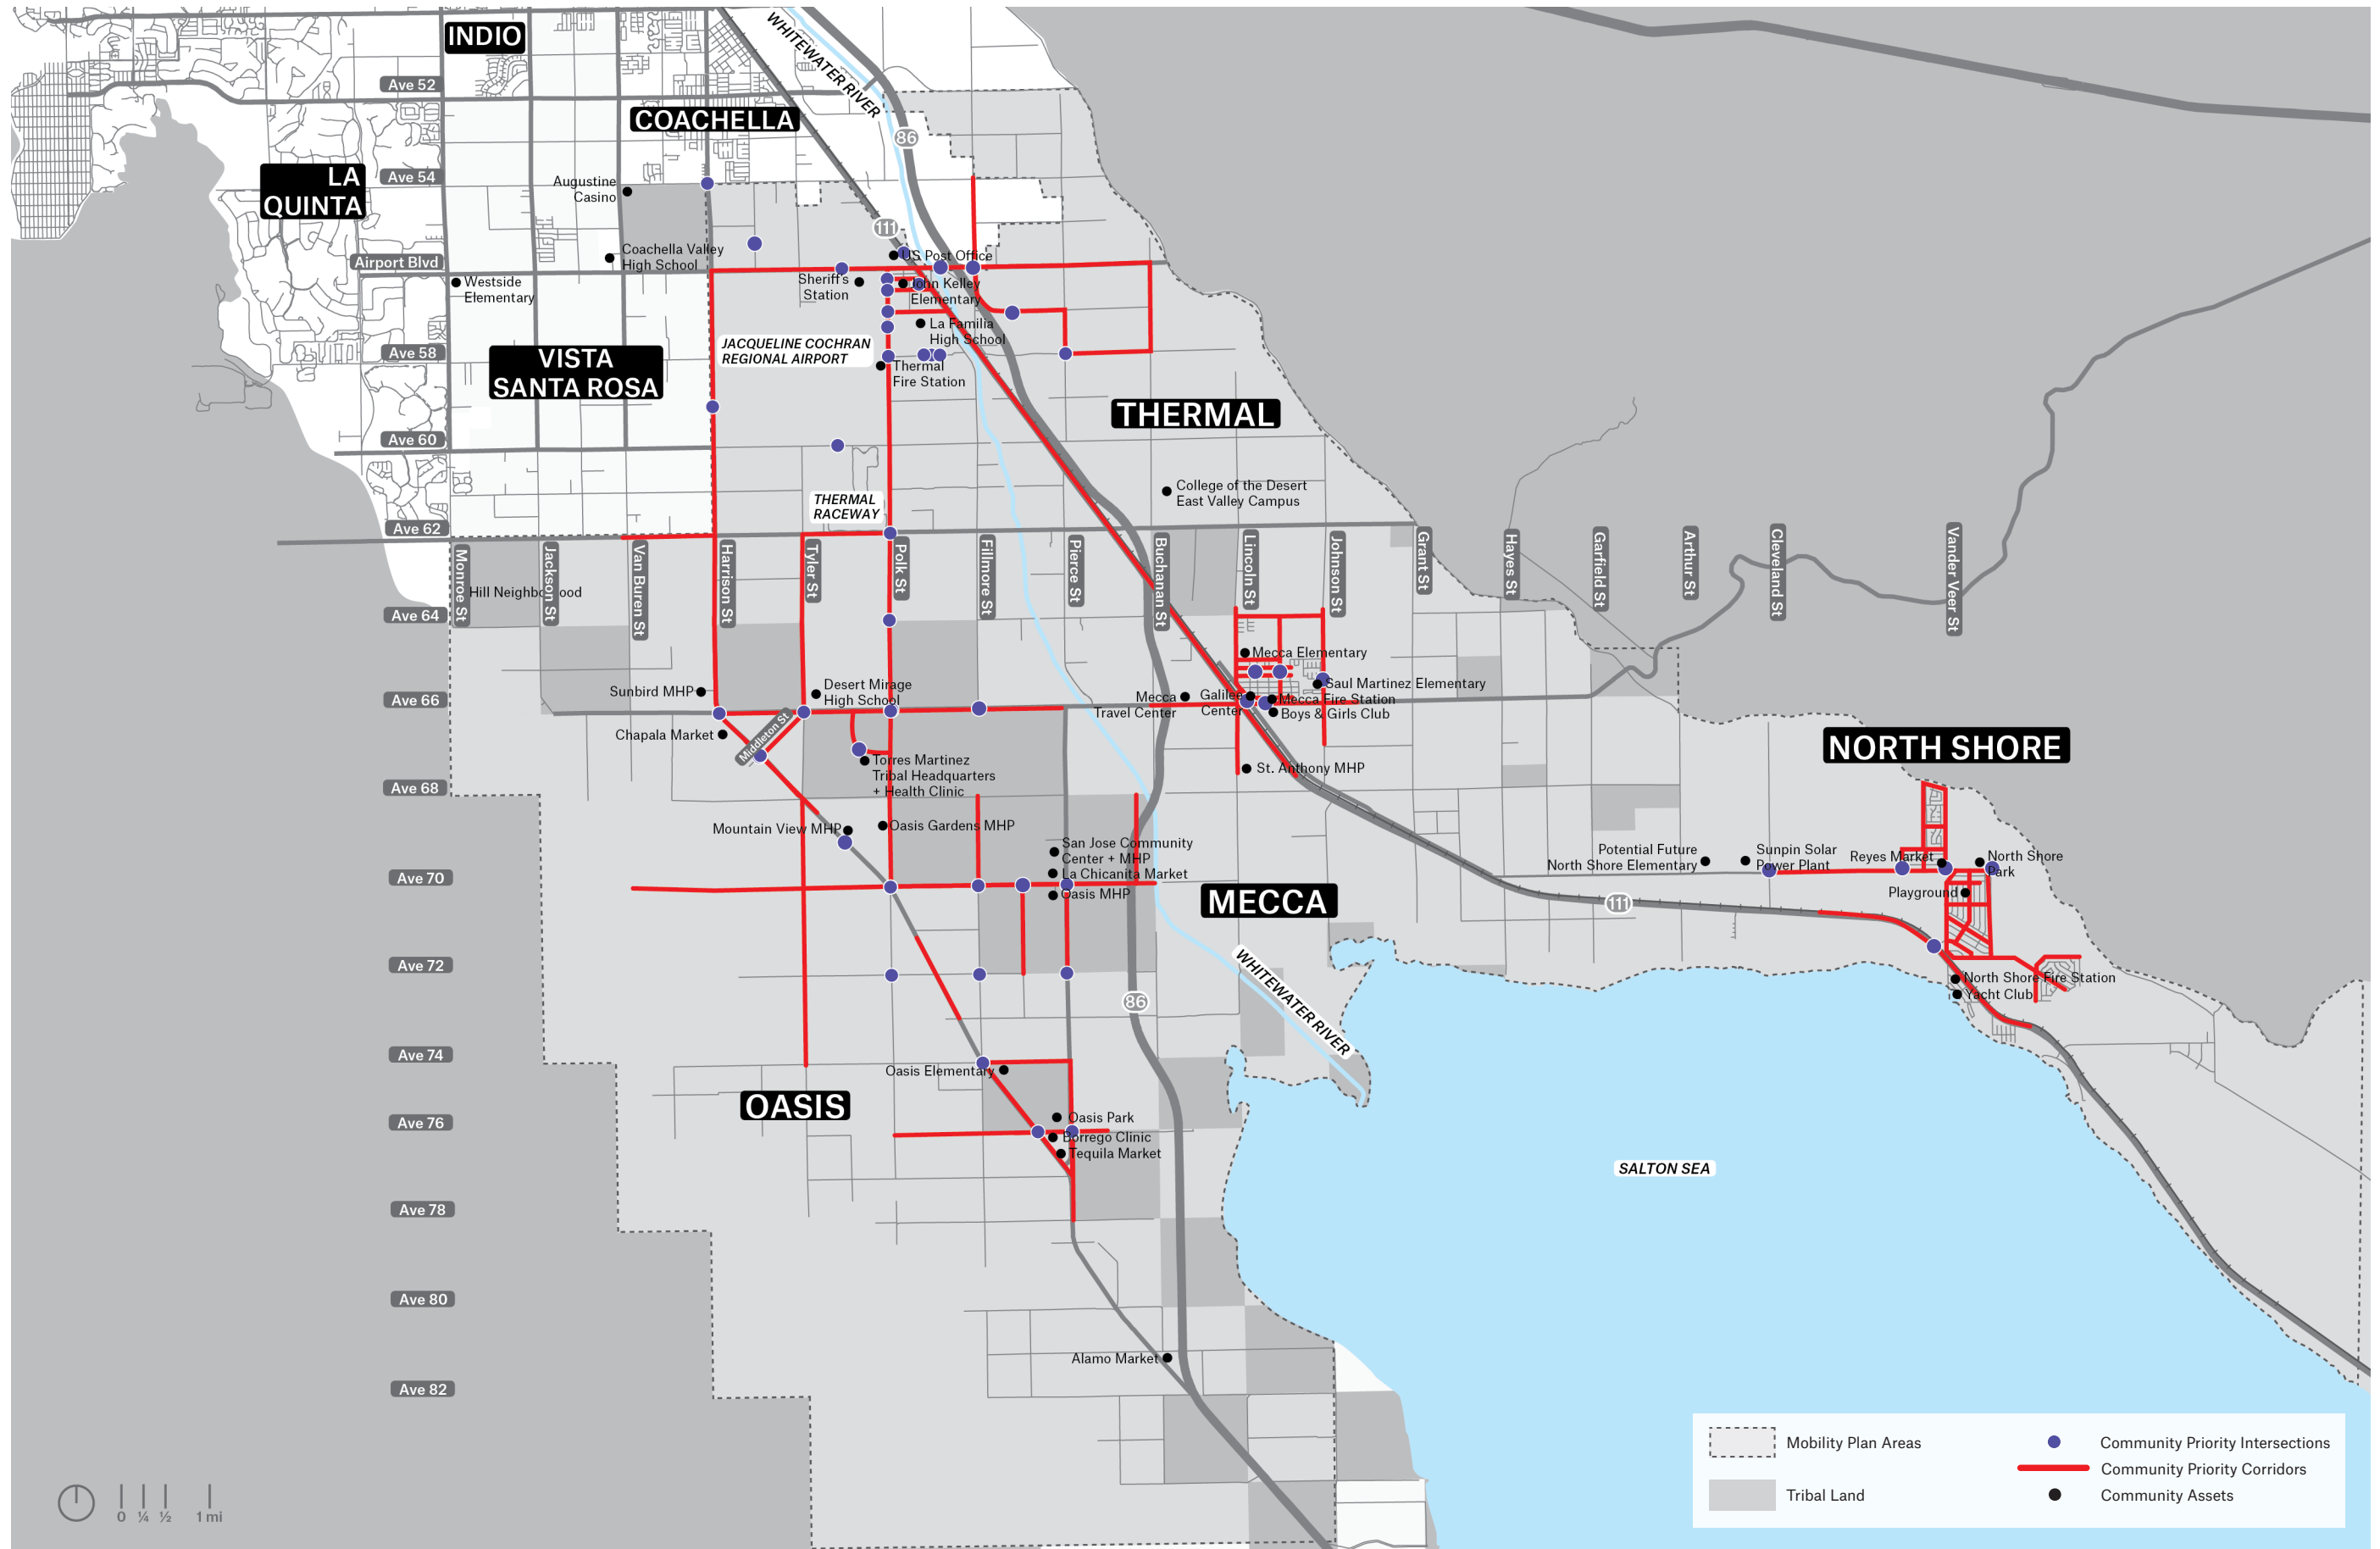 INDIO
WHITEWATER RIVER
Ave 52
COACHELLA
86
LA
QUINTA
Ave 54
Augustine
Casino
111
Coachella Valley
High School
US Post Office
Airport Blvd
Westside
Elementary
Sheriff's
Station
John Kelley
Elementary
La Familia
High School
JACQUELINE COCHRAN
REGIONAL AIRPORT
Ave 58
VISTA
SANTA ROSA
Thermal
Fire Station
THERMAL
Ave 60
College of the Desert
East Valley Campus
THERMAL
RACEWAY
Ave 62
Monroe St
Jackson St
Van Buren St
Harrison St
Tyler St
Polk St
Fillmore St
Pierce St
Buchanan St
Lincoln St
Johnson St
Grant St
Hayes St
Garfield St
Arthur St
Cleveland St
Vander Veer St
Hill Neighborhood
Ave 64
Mecca Elementary
Sunbird MHP
Desert Mirage
High School
Saul Martinez Elementary
Ave 66
Mecca
Travel Center
Galilee
Center
Mecca Fire Station
Boys & Girls Club
Chapala Market
Middleton St
NORTH SHORE
Torres Martinez
Tribal Headquarters
+ Health Clinic
St. Anthony MHP
Ave 68
Mountain View MHP
Oasis Gardens MHP
San Jose Community
Center + MHP
La Chicanita Market
Oasis MHP
Potential Future
North Shore Elementary
Sunpin Solar
Power Plant
Reyes Market
North Shore
Park
Ave 70
Playground
MECCA
111
Ave 72
WHITEWATER RIVER
North Shore Fire Station
Yacht Club
86
Ave 74
Oasis Elementary
OASIS
Oasis Park
Ave 76
Borrego Clinic
Tequila Market
SALTON SEA
Ave 78
Ave 80
Alamo Market
Ave 82
Mobility Plan Areas
Tribal Land
Community Priority Intersections
Community Priority Corridors
Community Assets
0 ¼ ½ 1 mi